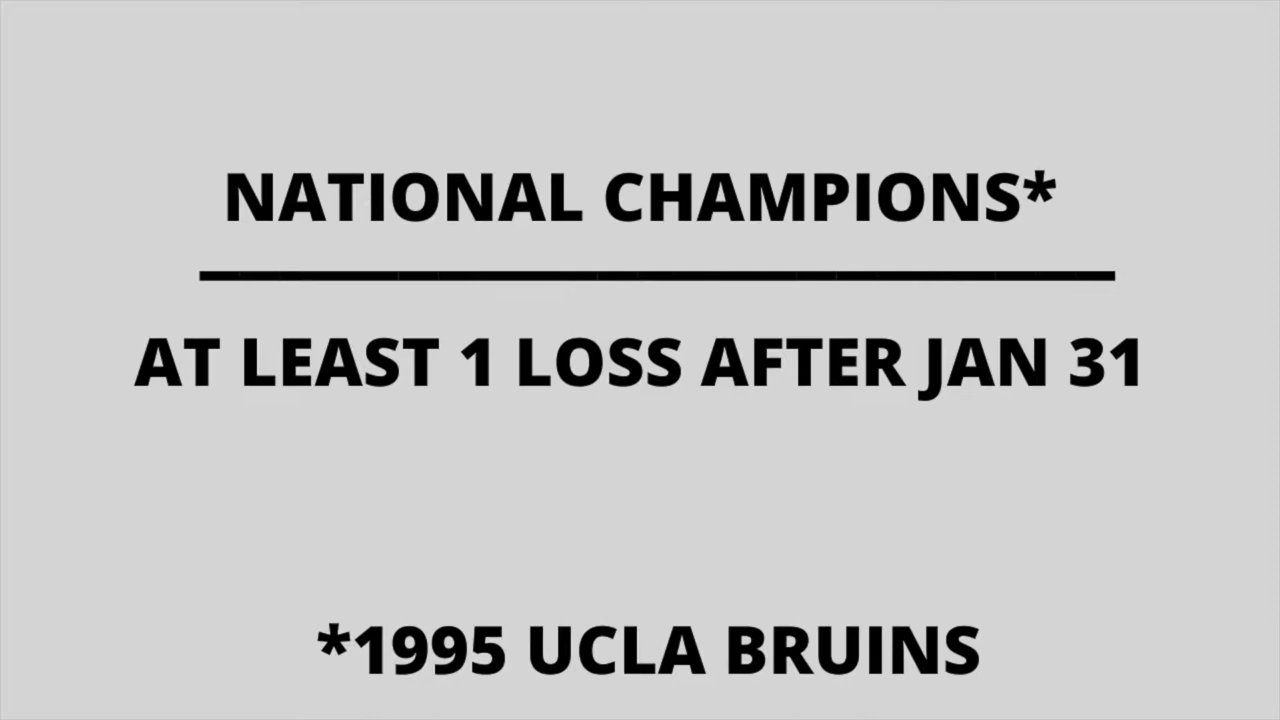 NATIONAL CHAMPIONS*
AT LEAST 1 LOSS AFTER JAN 31
*1995 UCLA BRUINS